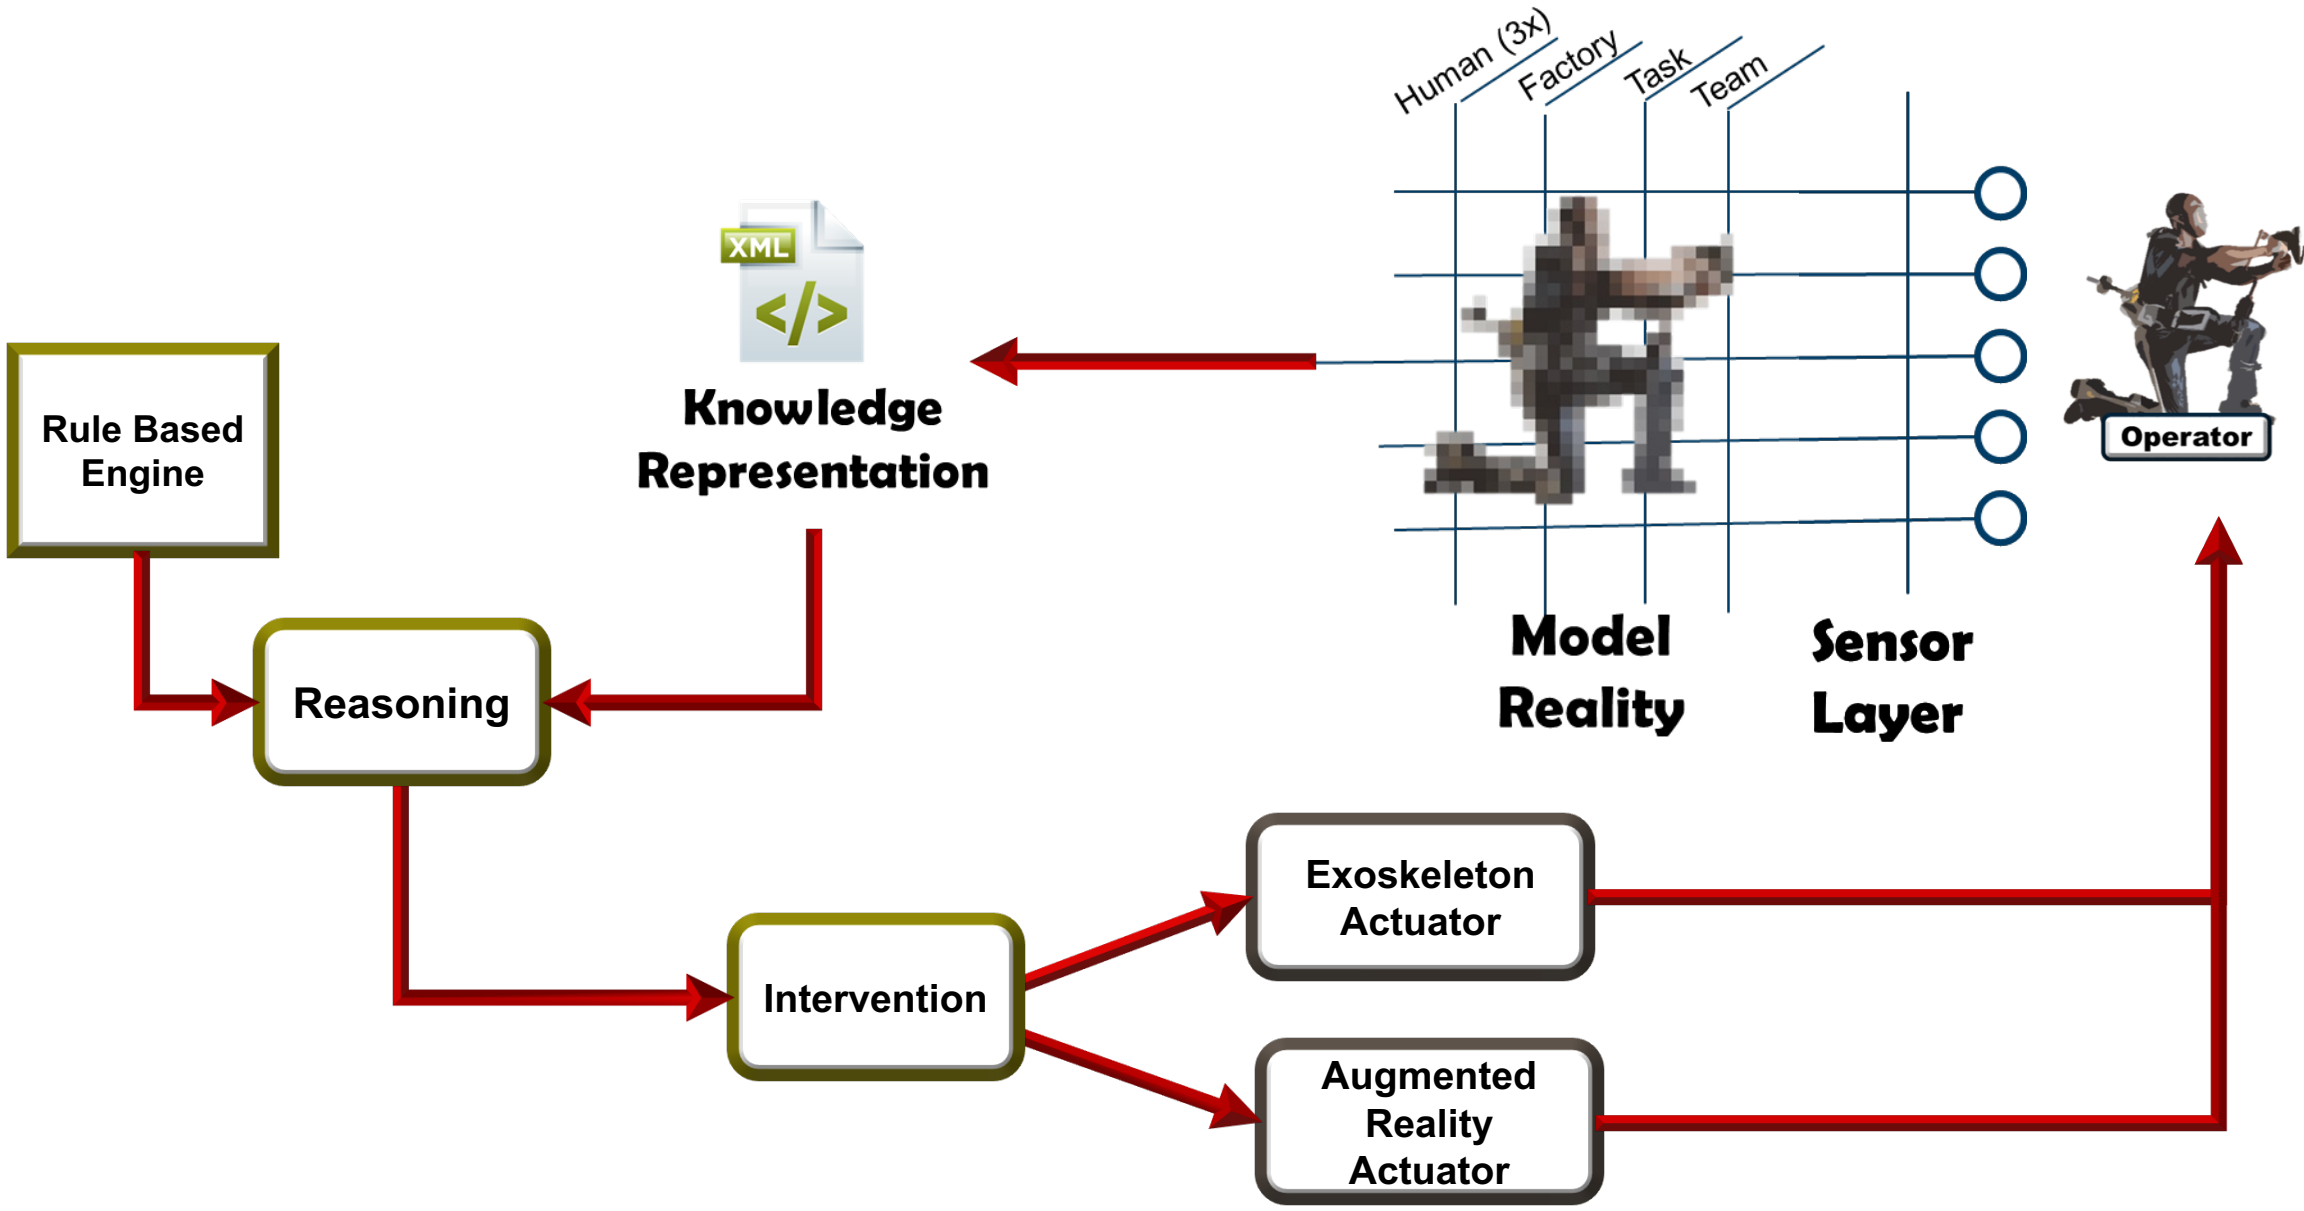 Human (3x)
Factory
Task
Team
XML
</>
Knowledge
Representation
Operator
Rule Based
Engine
Reasoning
Model
Reality
Sensor
Layer
Intervention
Exoskeleton
Actuator
Augmented
Reality
Actuator